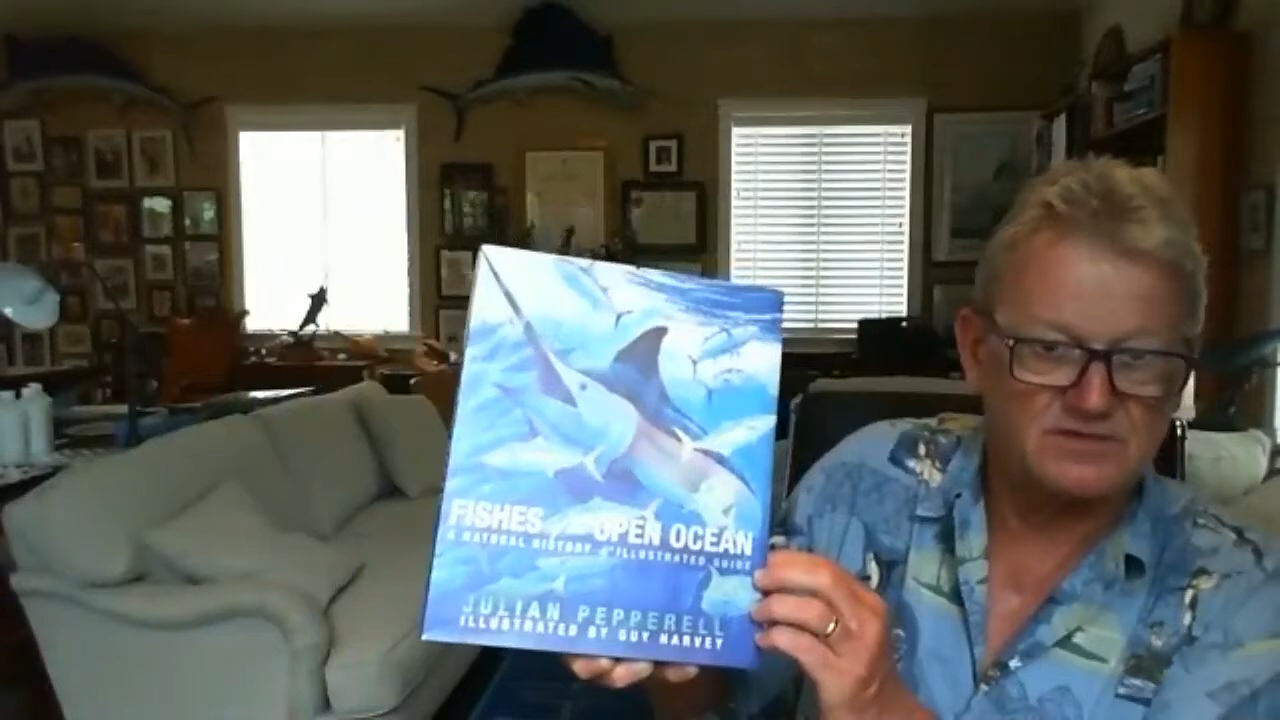 FISHES OPEN OCEAN
A NATURAL HISTORY ILLUSTRATED GUIDE
JULIAN PEPPERELL
ILLUSTRATED BY GUY HARVEY